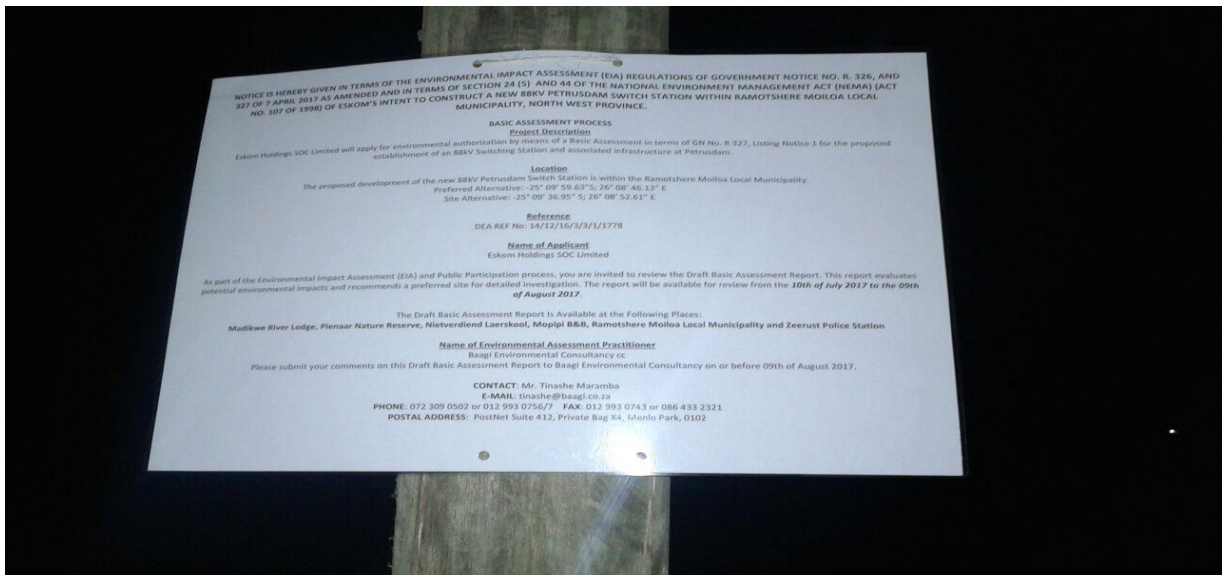 NOTICE IS HEREBY GIVEN IN TERMS OF THE ENVIRONMENTAL IMPACT ASSESSMENT (EIA) REGULATIONS OF GOVERNMENT NOTICE NO. R. 326, AND
327 OF 7 APRIL 2017 AS AMENDED AND IN TERMS OF SECTION 24 (5) AND 44 OF THE NATIONAL ENVIRONMENT MANAGEMENT ACT (NEMA) (ACT
NO. 107 OF 1998) OF ESKOM'S INTENT TO CONSTRUCT A NEW 88KV PETRUSDAM SWITCH STATION WITHIN RAMOTSHERE MOILOA LOCAL
MUNICIPALITY, NORTH WEST PROVINCE.
BASIC ASSESSMENT PROCESS
Project Description
Eskom Holdings SOC Limited will apply for environmental authorization by means of a Basic Assessment in terms of GN No. R 327, Listing Notice 1 for the proposed
establishment of an 88kV Switching Station and associated infrastructure at Petrusdam.
Location
The proposed development of the new 88kV Petrusdam Switch Station is within the Ramotshere Moiloa Local Municipality.
Preferred Alternative: -25° 09' 59.63"S; 26° 08' 46.13" E
Site Alternative: -25° 09' 36.95" S; 26° 08' 52.61" E
Reference
DEA REF No: 14/12/16/3/3/1/1778
Name of Applicant
Eskom Holdings SOC Limited
As part of the Environmental Impact Assessment (EIA) and Public Participation process, you are invited to review the Draft Basic Assessment Report. This report evaluates
potential environmental impacts and recommends a preferred site for detailed investigation. The report will be available for review from the 10th of July 2017 to the 09th
of August 2017.
The Draft Basic Assessment Report Is Available at the Following Places:
Madikwe River Lodge, Pienaar Nature Reserve, Nietverdiend Laerskool, Mopipi B&B, Ramotshere Moiloa Local Municipality and Zeerust Police Station
Name of Environmental Assessment Practitioner
Baagi Environmental Consultancy cc
Please submit your comments on this Draft Basic Assessment Report to Baagi Environmental Consultancy on or before 09th of August 2017.
CONTACT: Mr. Tinashe Maramba
E-MAIL: tinashe@baagi.co.za
PHONE: 072 309 0502 or 012 993 0756/7 FAX: 012 993 0743 or 086 433 2321
POSTAL ADDRESS: PostNet Suite 412, Private Bag X4, Menlo Park, 0102